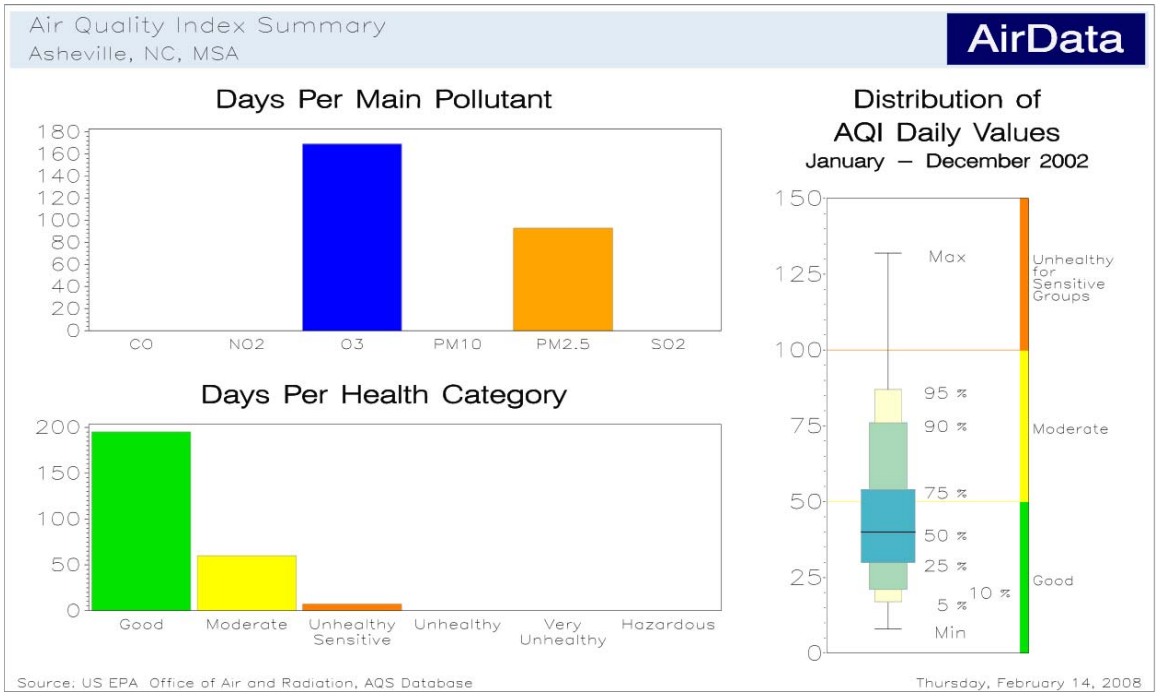 Air Quality Index Summary
Asheville, NC, MSA
AirData
Days Per Main Pollutant
180
160
140
120
100
80
60
40
20
0
CO NO2 O3 PM10 PM2.5 SO2
Days Per Health Category
200
150
100
50
0
Good Moderate Unhealthy Sensitive Unhealthy Very Unhealthy Hazardous
Distribution of
AQI Daily Values
January – December 2002
150
125
100
75
50
25
0
Max
95 %
90 %
75 %
50 %
25 %
10 %
5 %
Min
Unhealthy
for
Sensitive
Groups
Moderate
Good
Source: US EPA Office of Air and Radiation, AQS Database
Thursday, February 14, 2008